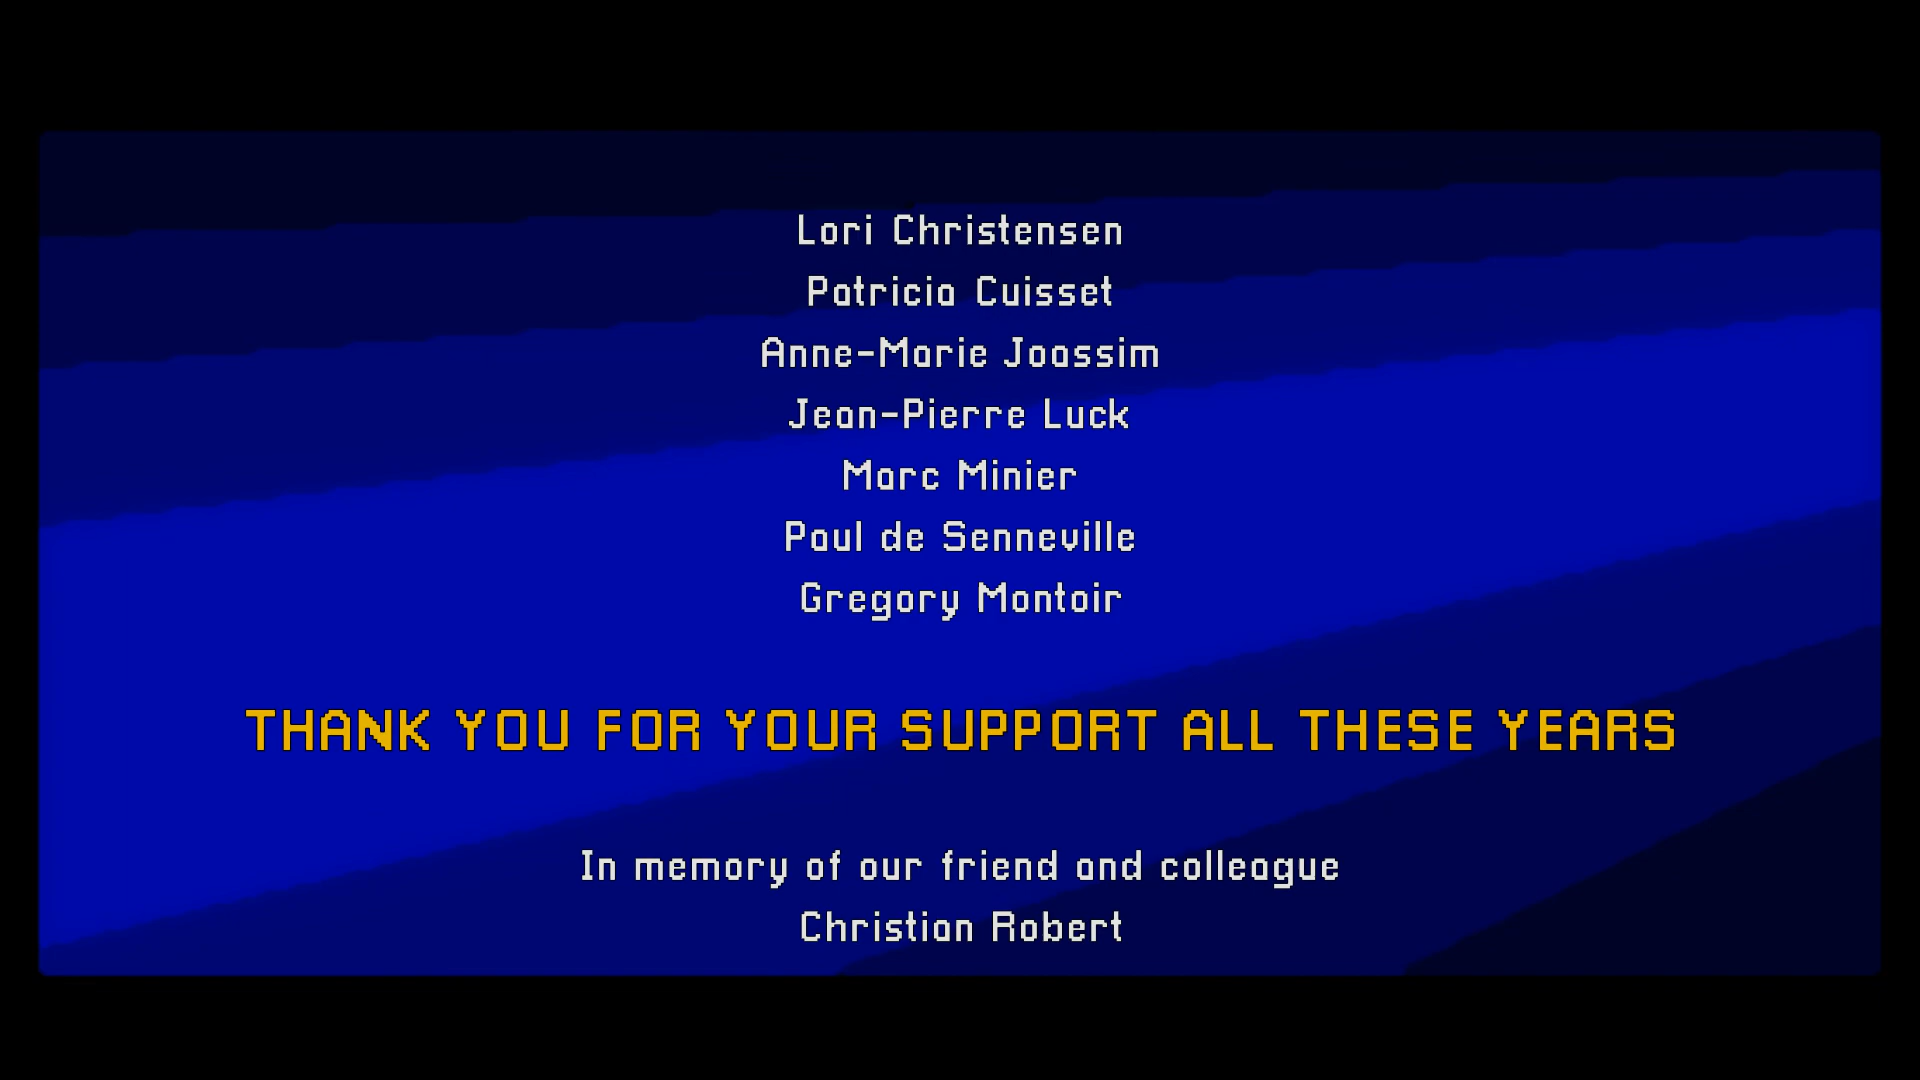 Lori Christensen
Patricia Cuisset
Anne-Marie Joassim
Jean-Pierre Luck
Marc Minier
Paul de Senneville
Gregory Montoir
THANK YOU FOR YOUR SUPPORT ALL THESE YEARS
In memory of our friend and colleague
Christian Robert